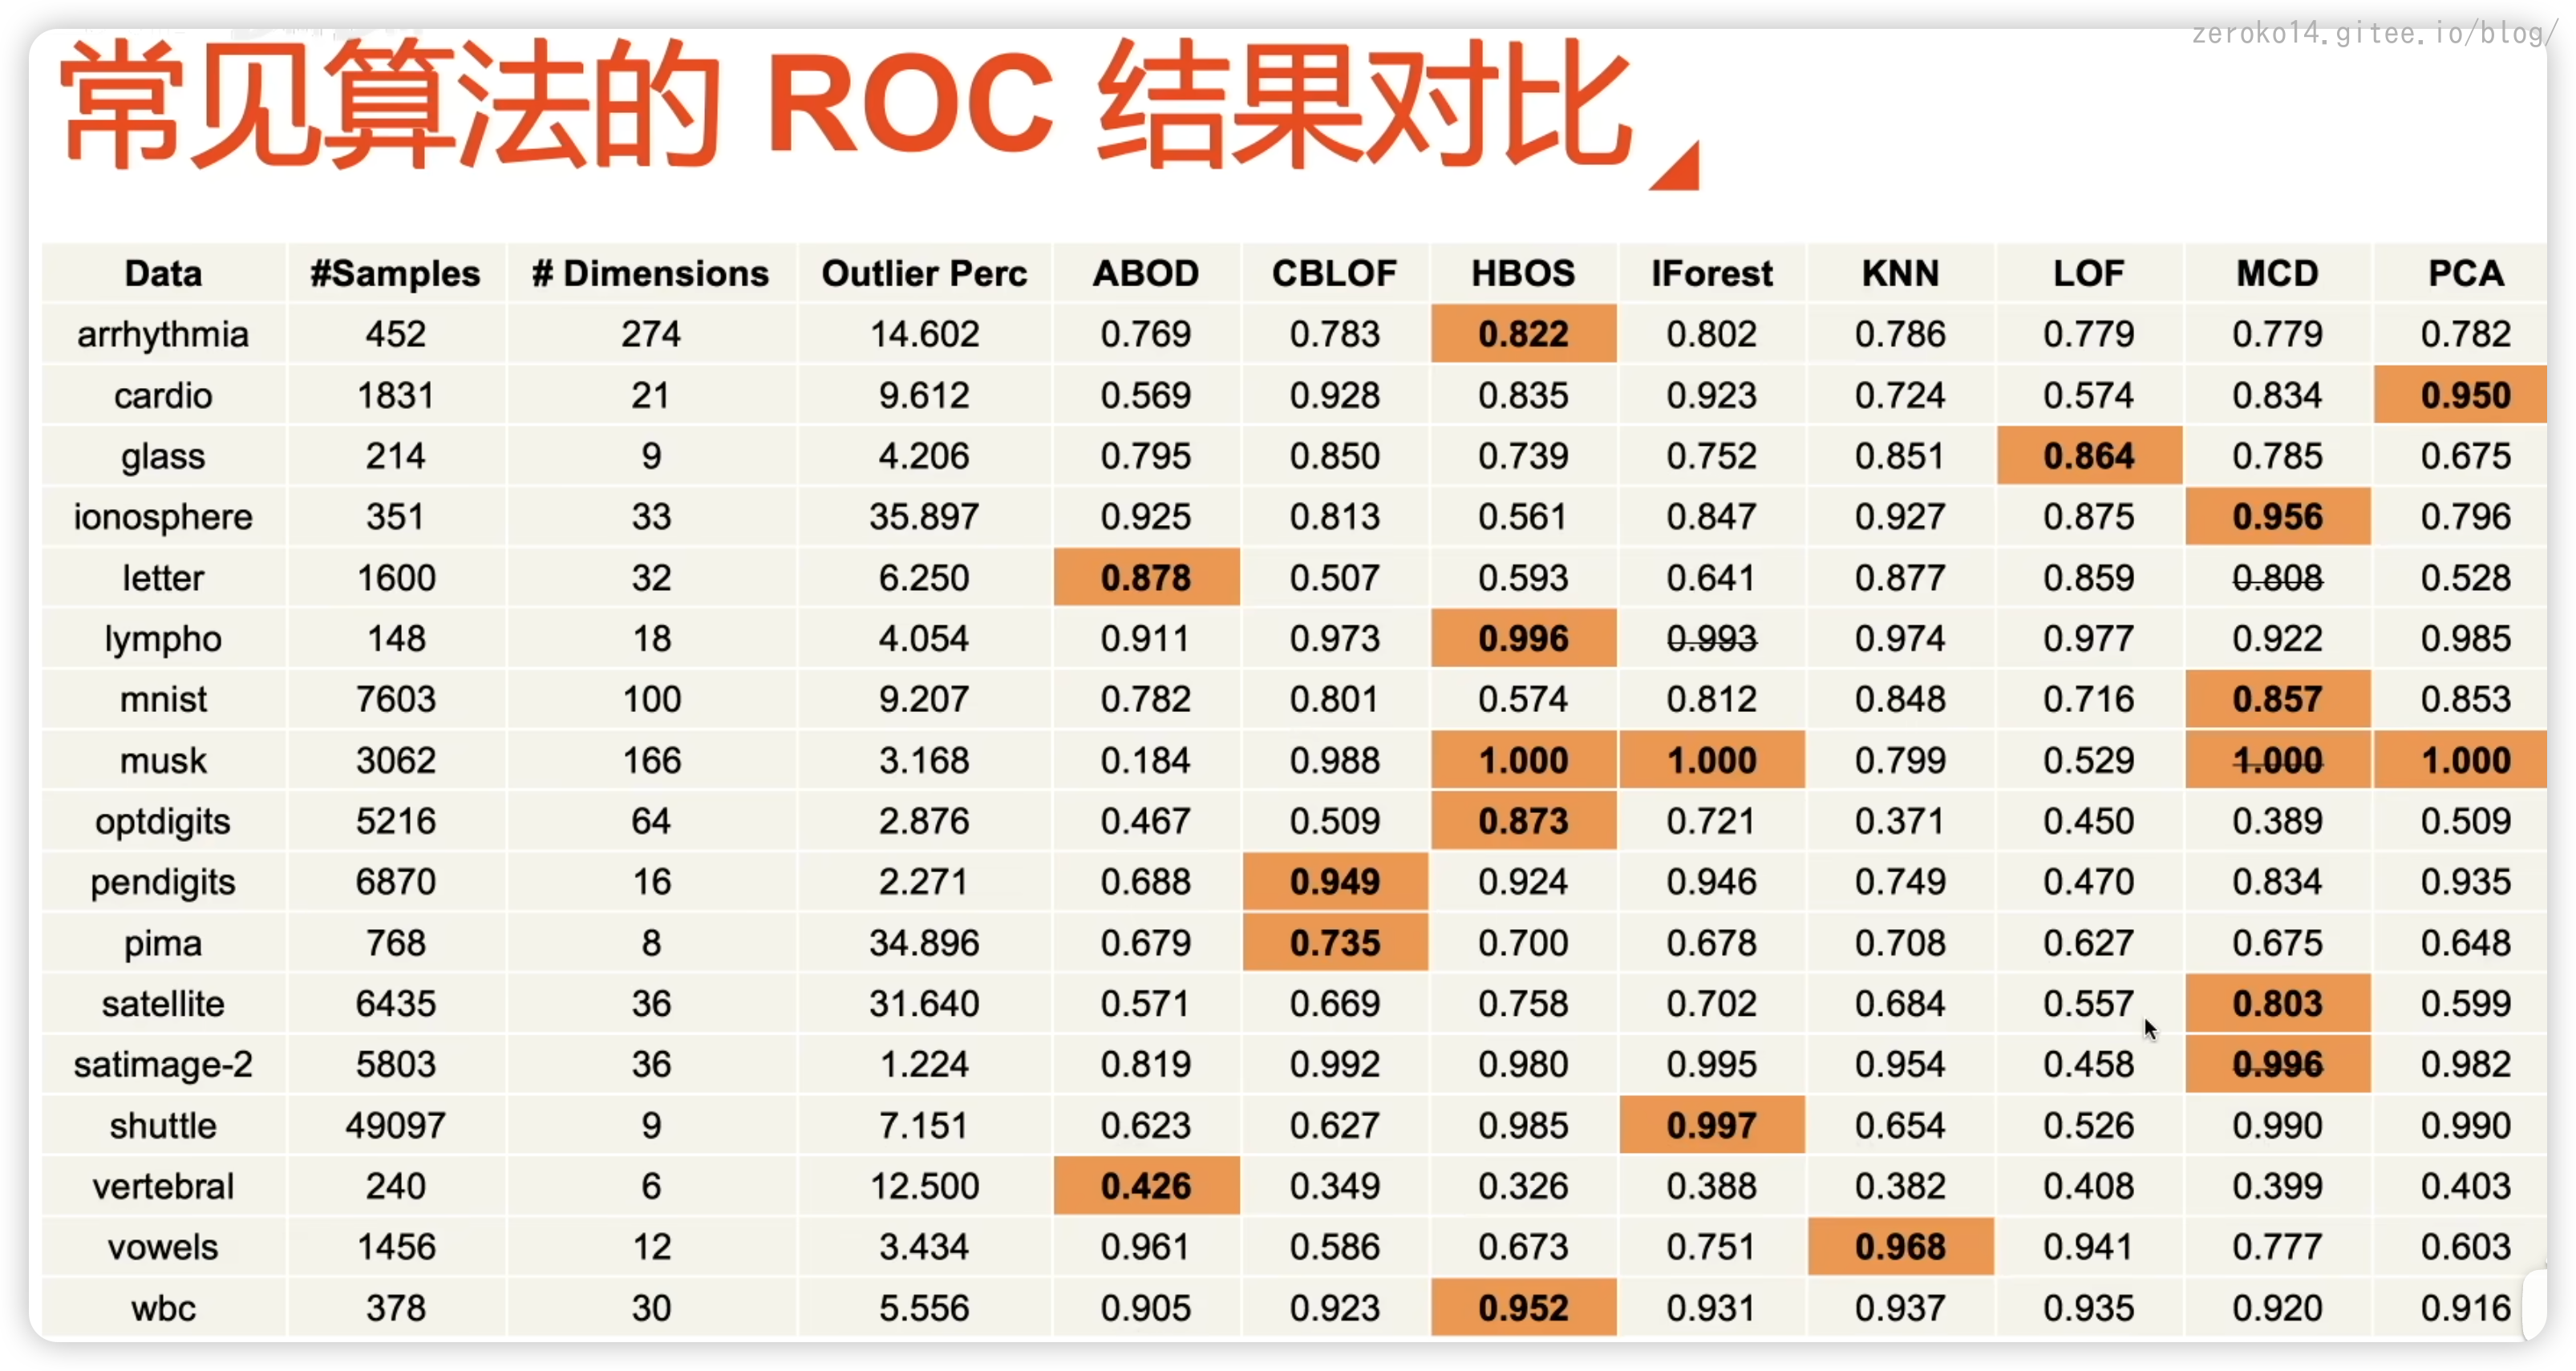 zeroko14.gitee.io/blog/
常见算法的 ROC 结果对比
Data #Samples # Dimensions Outlier Perc ABOD CBLOF HBOS IForest KNN LOF MCD PCA
arrhythmia 452 274 14.602 0.769 0.783 0.822 0.802 0.786 0.779 0.779 0.782
cardio 1831 21 9.612 0.569 0.928 0.835 0.923 0.724 0.574 0.834 0.950
glass 214 9 4.206 0.795 0.850 0.739 0.752 0.851 0.864 0.785 0.675
ionosphere 351 33 35.897 0.925 0.813 0.561 0.847 0.927 0.875 0.956 0.796
letter 1600 32 6.250 0.878 0.507 0.593 0.641 0.877 0.859 0.808 0.528
lympho 148 18 4.054 0.911 0.973 0.996 0.993 0.974 0.977 0.922 0.985
mnist 7603 100 9.207 0.782 0.801 0.574 0.812 0.848 0.716 0.857 0.853
musk 3062 166 3.168 0.184 0.988 1.000 1.000 0.799 0.529 1.000 1.000
optdigits 5216 64 2.876 0.467 0.509 0.873 0.721 0.371 0.450 0.389 0.509
pendigits 6870 16 2.271 0.688 0.949 0.924 0.946 0.749 0.470 0.834 0.935
pima 768 8 34.896 0.679 0.735 0.700 0.678 0.708 0.627 0.675 0.648
satellite 6435 36 31.640 0.571 0.669 0.758 0.702 0.684 0.557 0.803 0.599
satimage-2 5803 36 1.224 0.819 0.992 0.980 0.995 0.954 0.458 0.996 0.982
shuttle 49097 9 7.151 0.623 0.627 0.985 0.997 0.654 0.526 0.990 0.990
vertebral 240 6 12.500 0.426 0.349 0.326 0.388 0.382 0.408 0.399 0.403
vowels 1456 12 3.434 0.961 0.586 0.673 0.751 0.968 0.941 0.777 0.603
wbc 378 30 5.556 0.905 0.923 0.952 0.931 0.937 0.935 0.920 0.916